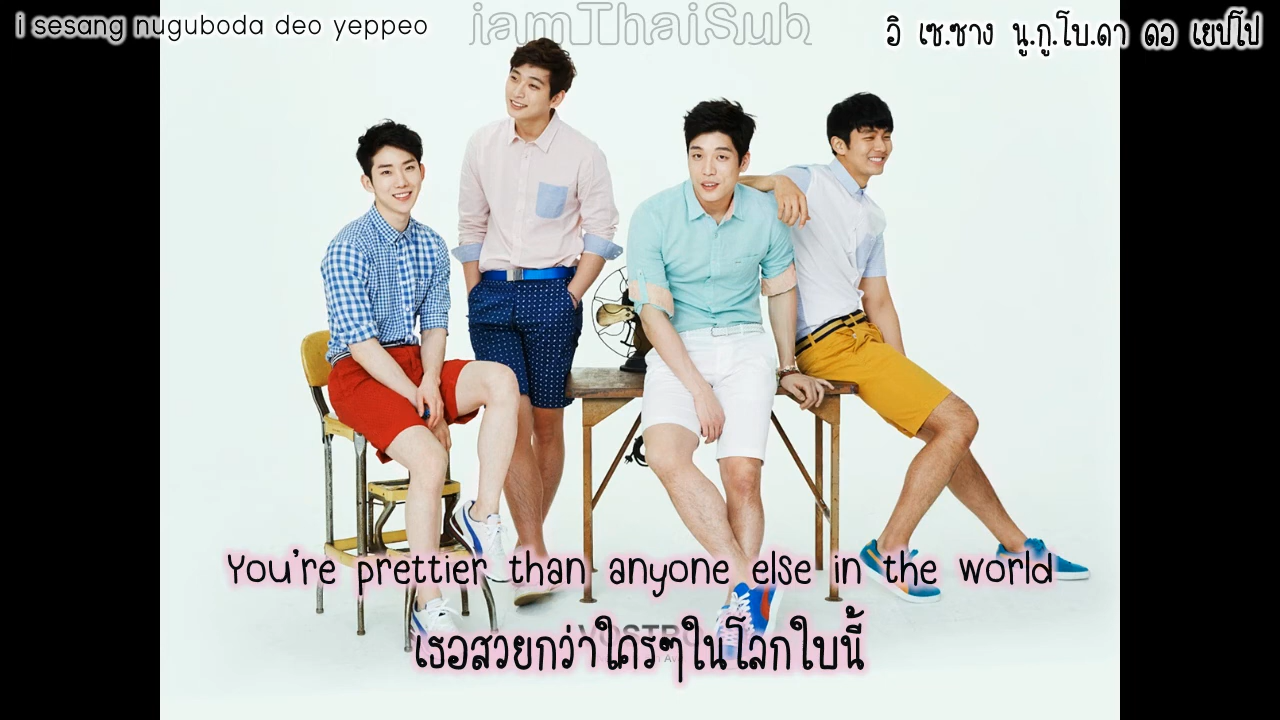 i sesang nuguboda deo yeppeo
iamThaiSub
อิ เซ.ซาง นู.กู.โบ.ดา ดอ เยปโป
You're prettier than anyone else in the world
เธอสวยกว่าใครๆในโลกใบนี้